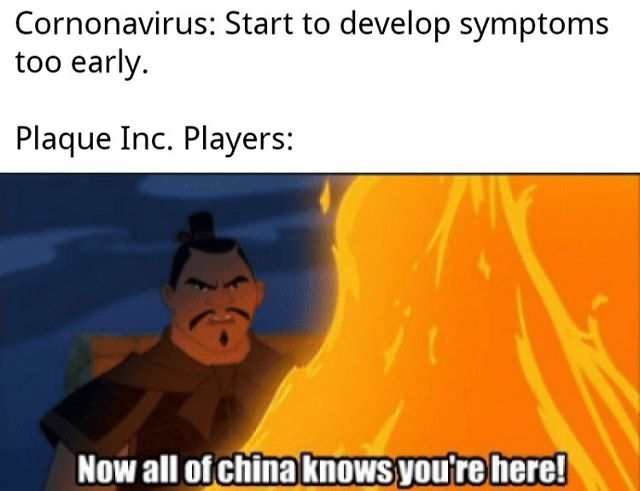 Cornonavirus: Start to develop symptoms
too early.
Plaque Inc. Players:
Now all of china knows you're here!